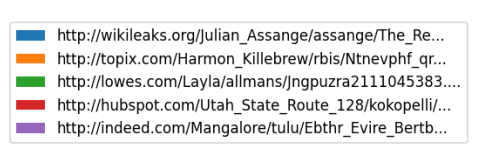 http://wikileaks.org/Julian_Assange/assange/The_Re...
http://topix.com/Harmon_Killebrew/rbis/Ntnevphf_qr...
http://lowes.com/Layla/allmans/Jngpuzra2111045383....
http://hubspot.com/Utah_State_Route_128/kokopelli/...
http://indeed.com/Mangalore/tulu/Ebthr_Evire_Bertb...